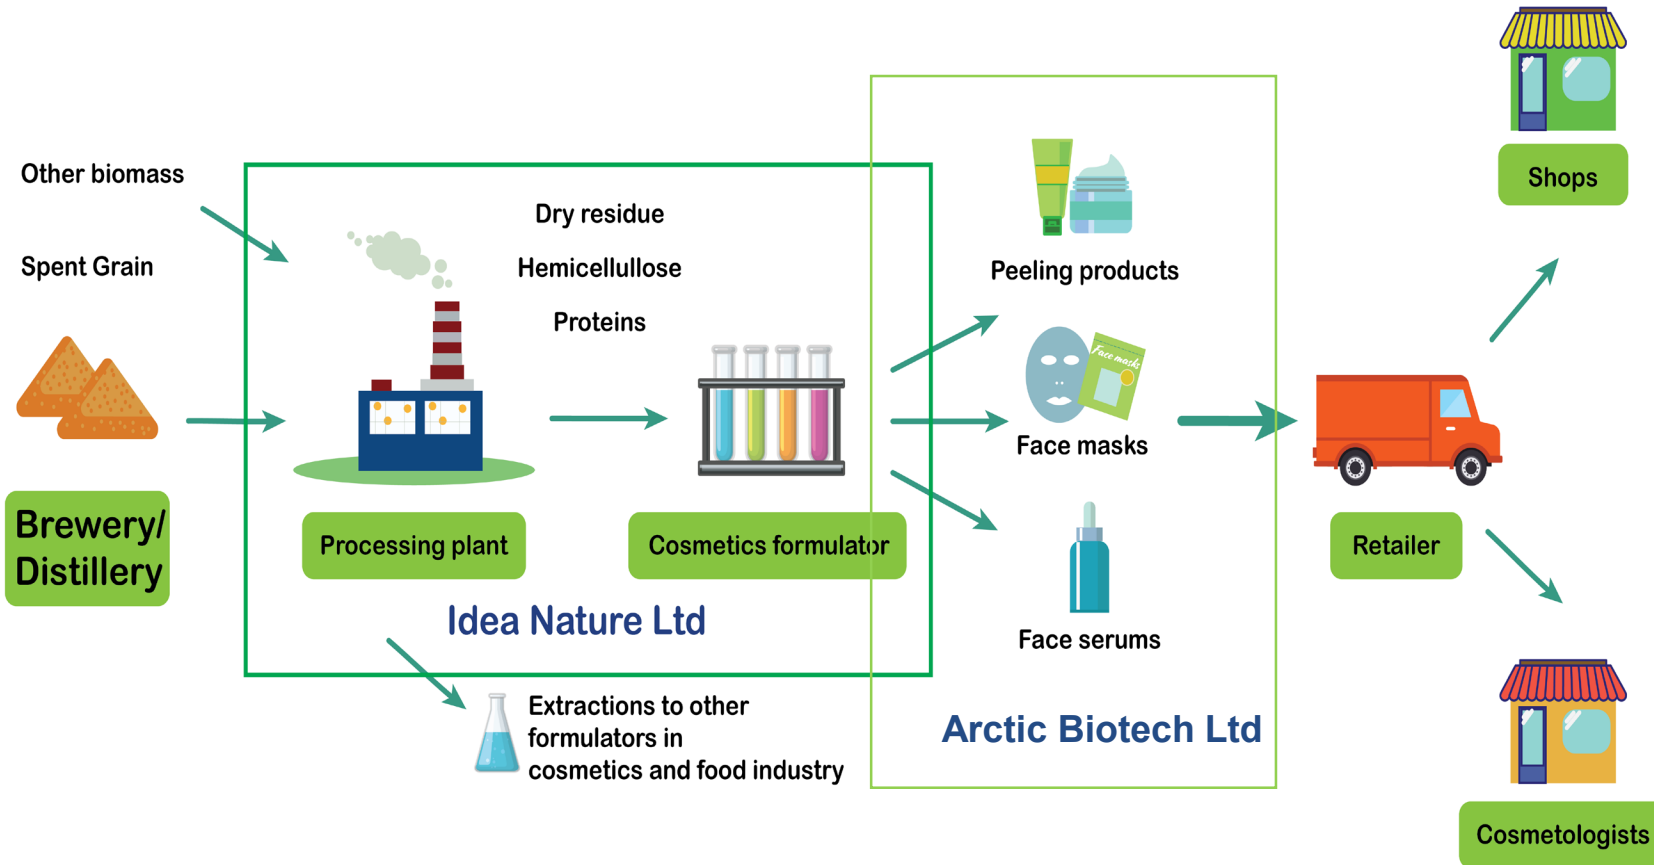 Other biomass
Spent Grain
Brewery/
Distillery
Dry residue
Hemicellullose
Proteins
Processing plant
Cosmetics formulator
Idea Nature Ltd
Extractions to other
formulators in
cosmetics and food industry
Peeling products
Face masks
Face masks
Face serums
Arctic Biotech Ltd
Retailer
Shops
Cosmetologists